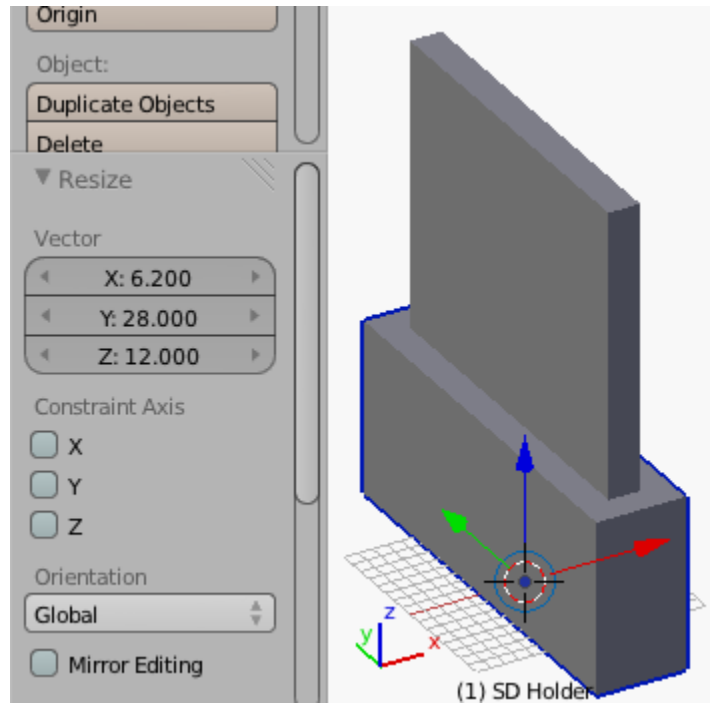 Origin
Object:
Duplicate Objects
Delete
Resize
Vector
X: 6.200
Y: 28.000
Z: 12.000
Constraint Axis
X
Y
Z
Orientation
Global
Mirror Editing
z
y
x
(1) SD Holder